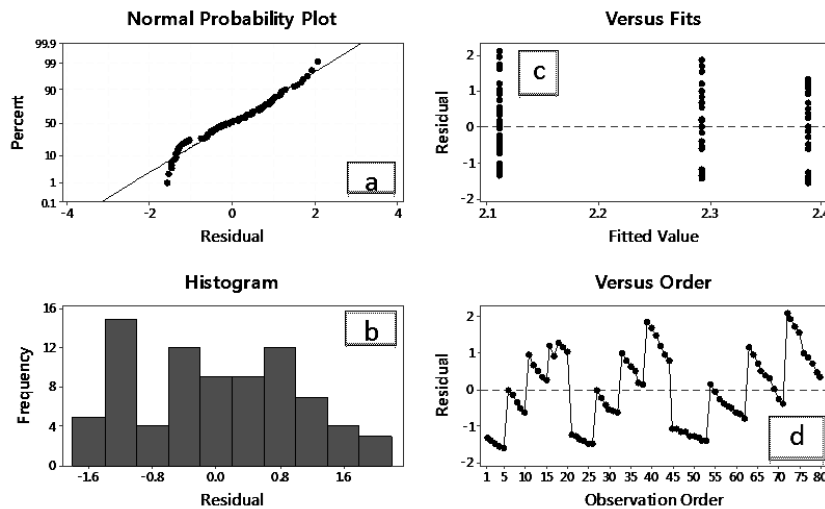 Normal Probability Plot
99.9
99
90
50
10
1
0.1
Percent
-4
-2
0
2
4
Residual
a
Versus Fits
2
1
0
-1
-2
Residual
2.1
2.2
2.3
2.4
Fitted Value
c
Histogram
16
12
8
4
0
Frequency
-1.6
-0.8
0.0
0.8
1.6
Residual
b
Versus Order
2
1
0
-1
-2
Residual
1 5 10 15 20 25 30 35 40 45 50 55 60 65 70 75 80
Observation Order
d